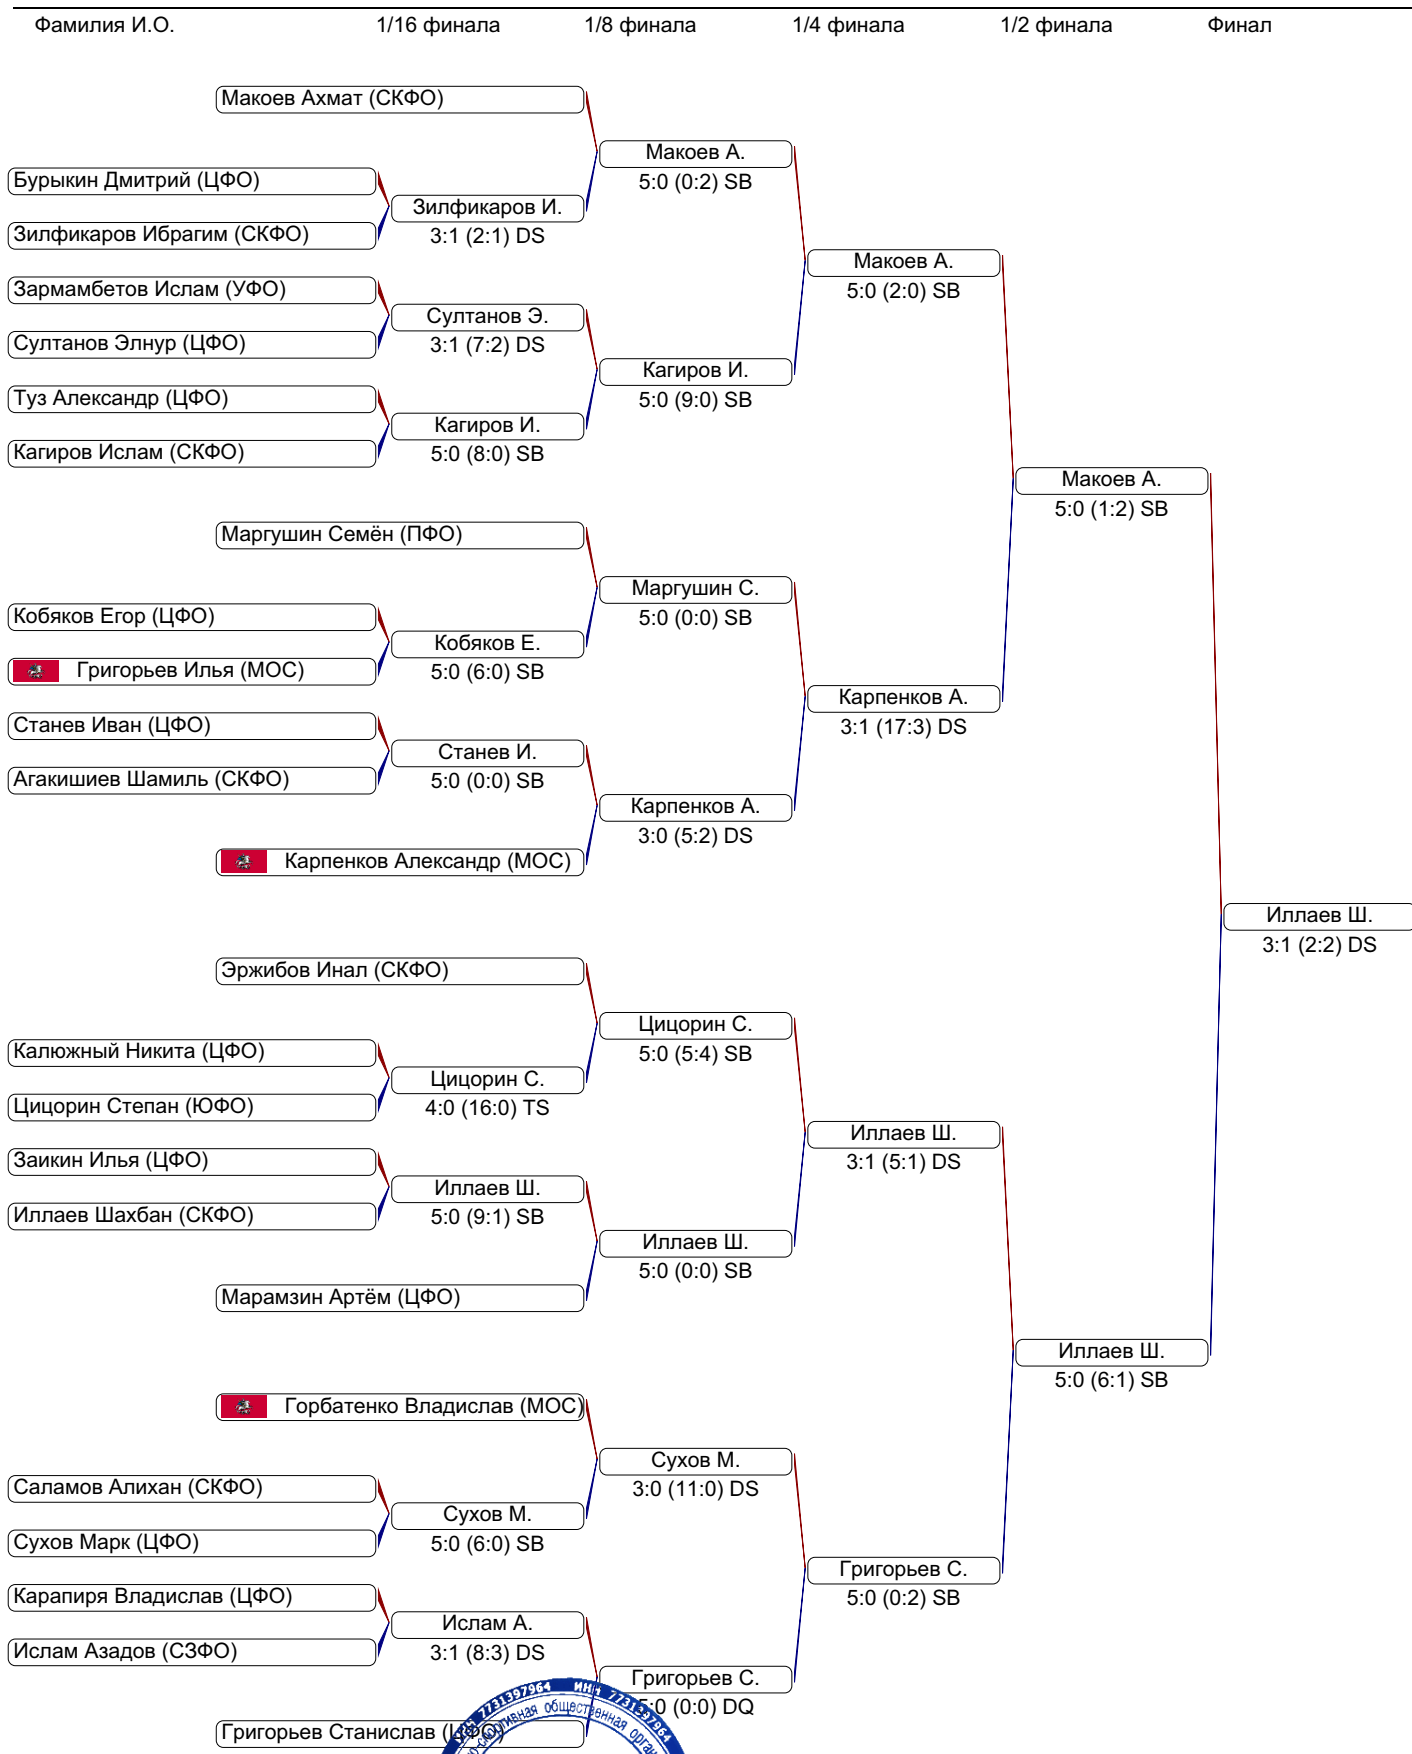 Фамилия И.О. 1/16 финала 1/8 финала 1/4 финала 1/2 финала Финал
Макоев Ахмат (СКФО)
Макоев А.
Бурыкин Дмитрий (ЦФО)
5:0 (0:2) SB
Зилфикаров И.
Зилфикаров Ибрагим (СКФО)
3:1 (2:1) DS
Макоев А.
Зармамбетов Ислам (УФО)
5:0 (2:0) SB
Султанов Э.
Султанов Элнур (ЦФО)
3:1 (7:2) DS
Кагиров И.
Туз Александр (ЦФО)
5:0 (9:0) SB
Кагиров И.
Кагиров Ислам (СКФО)
5:0 (8:0) SB
Макоев А.
5:0 (1:2) SB
Маргушин Семён (ПФО)
Маргушин С.
Кобяков Егор (ЦФО)
5:0 (0:0) SB
Кобяков Е.
Григорьев Илья (МОС)
5:0 (6:0) SB
Карпенков А.
Станев Иван (ЦФО)
3:1 (17:3) DS
Станев И.
Агакишиев Шамиль (СКФО)
5:0 (0:0) SB
Карпенков А.
3:0 (5:2) DS
Карпенков Александр (МОС)
Иллаев Ш.
3:1 (2:2) DS
Эржибов Инал (СКФО)
Цицорин С.
Калюжный Никита (ЦФО)
5:0 (5:4) SB
Цицорин С.
Цицорин Степан (ЮФО)
4:0 (16:0) TS
Иллаев Ш.
Заикин Илья (ЦФО)
3:1 (5:1) DS
Иллаев Ш.
Иллаев Шахбан (СКФО)
5:0 (9:1) SB
Иллаев Ш.
5:0 (0:0) SB
Марамзин Артём (ЦФО)
Иллаев Ш.
5:0 (6:1) SB
Горбатенко Владислав (МОС)
Сухов М.
Саламов Алихан (СКФО)
3:0 (11:0) DS
Сухов М.
Сухов Марк (ЦФО)
5:0 (6:0) SB
Григорьев С.
Карапиря Владислав (ЦФО)
5:0 (0:2) SB
Ислам А.
Ислам Азадов (СЗФО)
3:1 (8:3) DS
Григорьев С.
5:0 (0:0) DQ
Григорьев Станислав (ЦФО)
7731397964 ИНН 7731397964
общественная